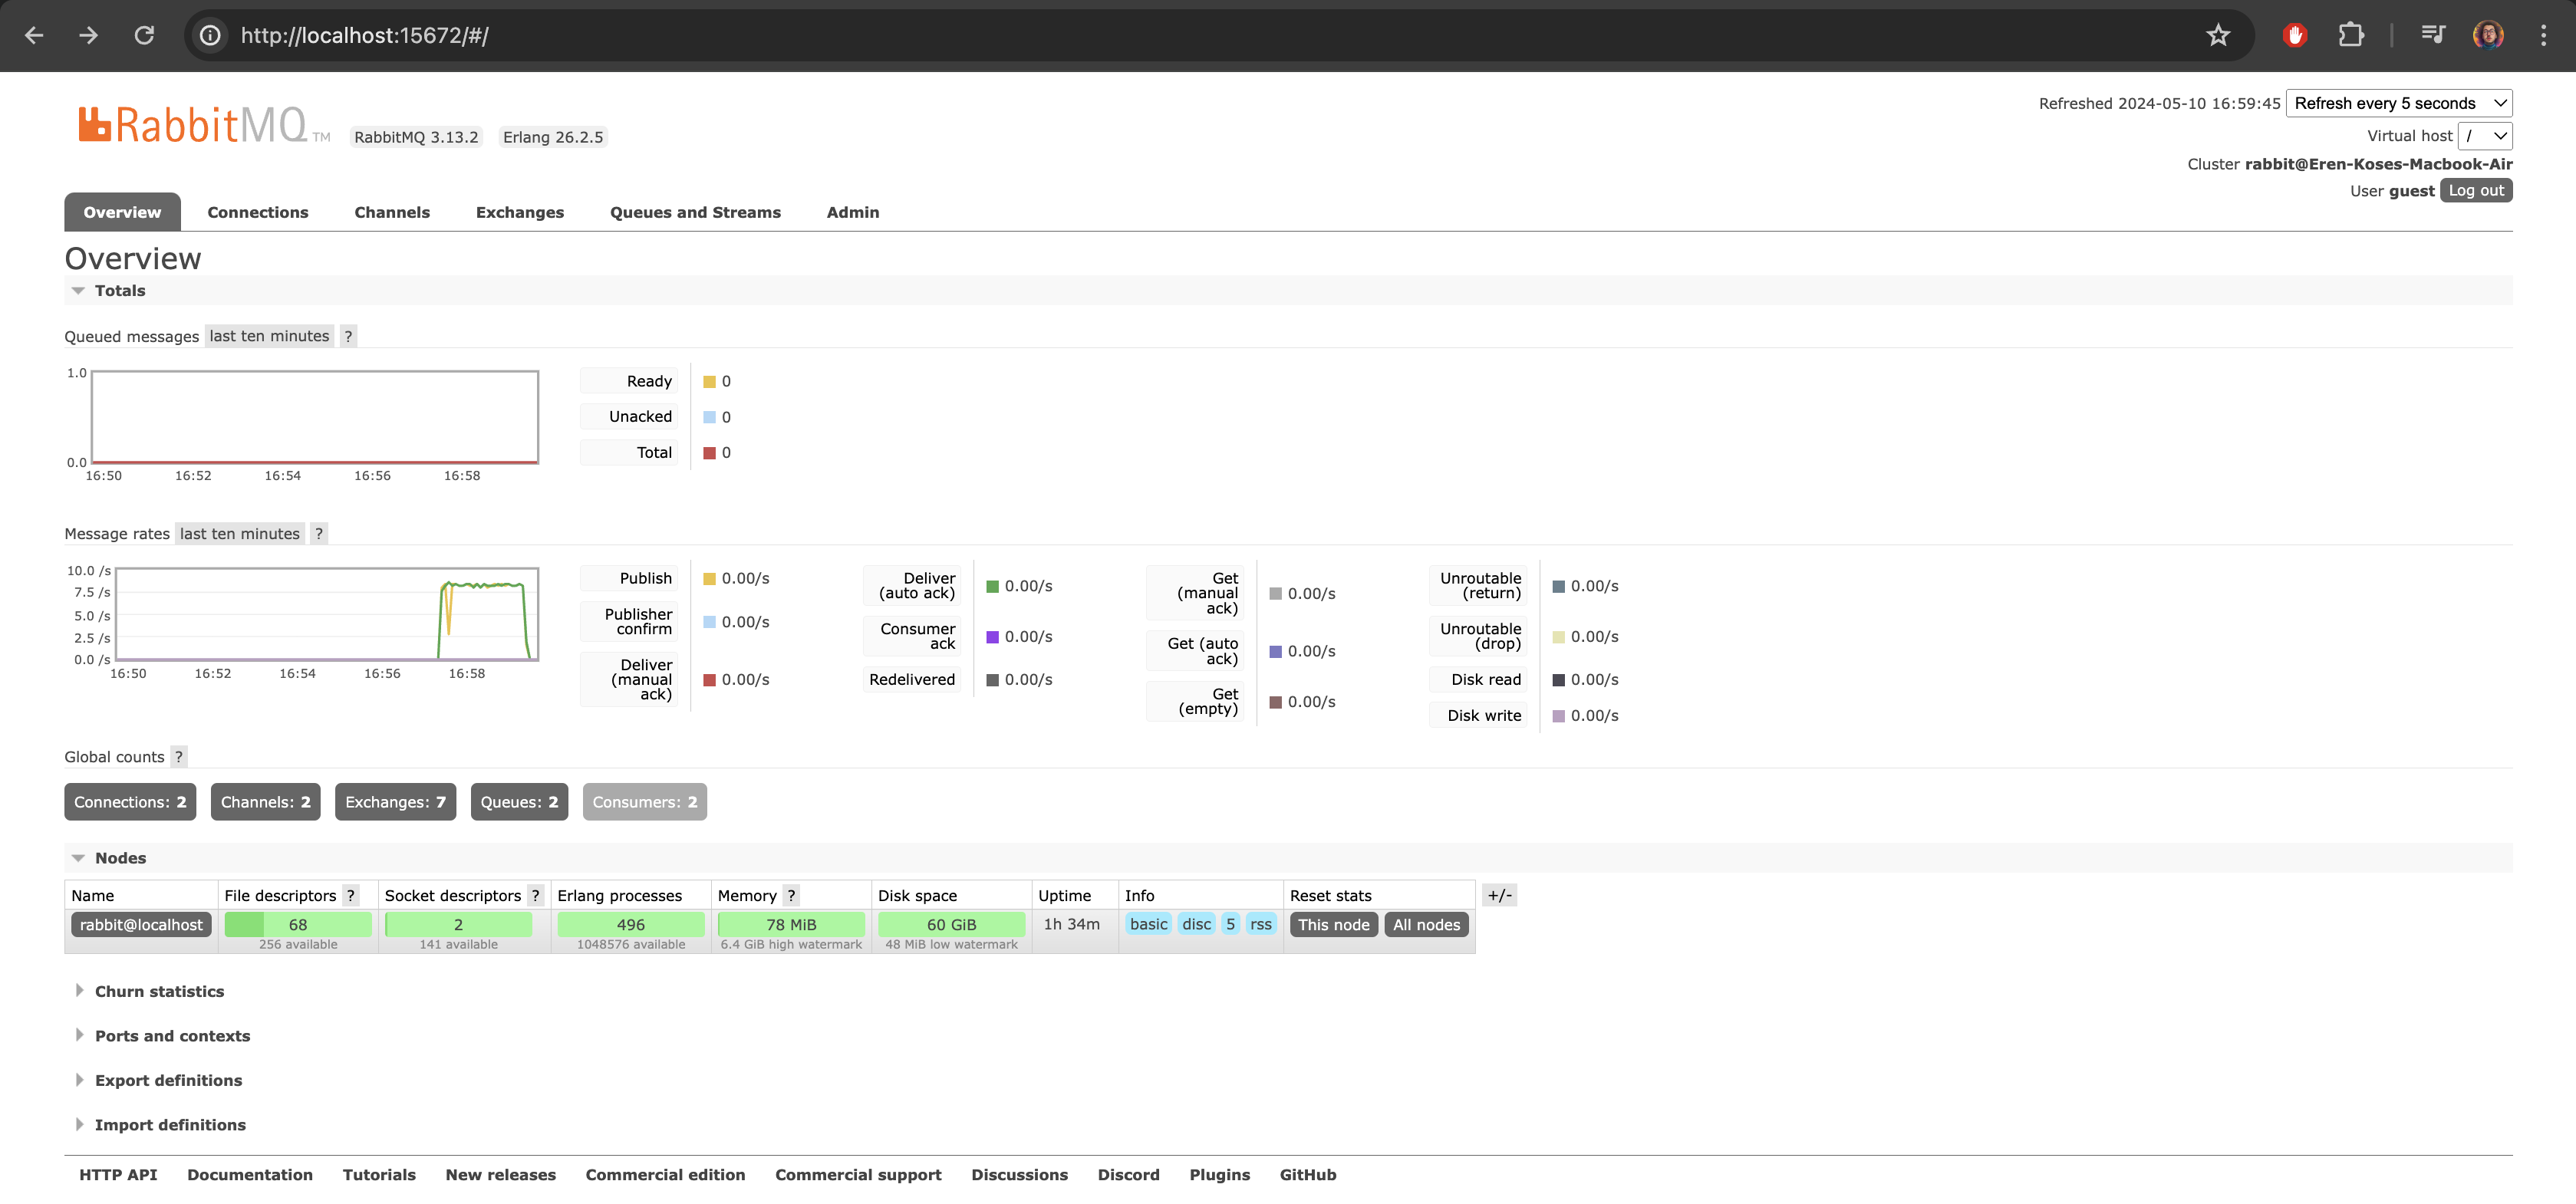 http://localhost:15672/#/
RabbitMQ TM RabbitMQ 3.13.2 Erlang 26.2.5
Refreshed 2024-05-10 16:59:45 Refresh every 5 seconds
Virtual host /
Cluster rabbit@Eren-Koses-Macbook-Air
User guest Log out
Overview Connections Channels Exchanges Queues and Streams Admin
Overview
Totals
Queued messages last ten minutes ?
1.0
0.0
16:50 16:52 16:54 16:56 16:58
Ready 0
Unacked 0
Total 0
Message rates last ten minutes ?
10.0 /s
7.5 /s
5.0 /s
2.5 /s
0.0 /s
16:50 16:52 16:54 16:56 16:58
Publish 0.00/s
Publisher
confirm 0.00/s
Deliver
(manual
ack) 0.00/s
Deliver
(auto ack) 0.00/s
Consumer
ack 0.00/s
Redelivered 0.00/s
Get
(manual
ack) 0.00/s
Get (auto
ack) 0.00/s
Get
(empty) 0.00/s
Unroutable
(return) 0.00/s
Unroutable
(drop) 0.00/s
Disk read 0.00/s
Disk write 0.00/s
Global counts ?
Connections: 2 Channels: 2 Exchanges: 7 Queues: 2 Consumers: 2
Nodes
Name File descriptors ? Socket descriptors ? Erlang processes Memory ? Disk space Uptime Info Reset stats +/-
rabbit@localhost 68 2 496 78 MiB 60 GiB 1h 34m basic disc 5 rss This node All nodes
256 available 141 available 1048576 available 6.4 GiB high watermark 48 MiB low watermark
Churn statistics
Ports and contexts
Export definitions
Import definitions
HTTP API Documentation Tutorials New releases Commercial edition Commercial support Discussions Discord Plugins GitHub